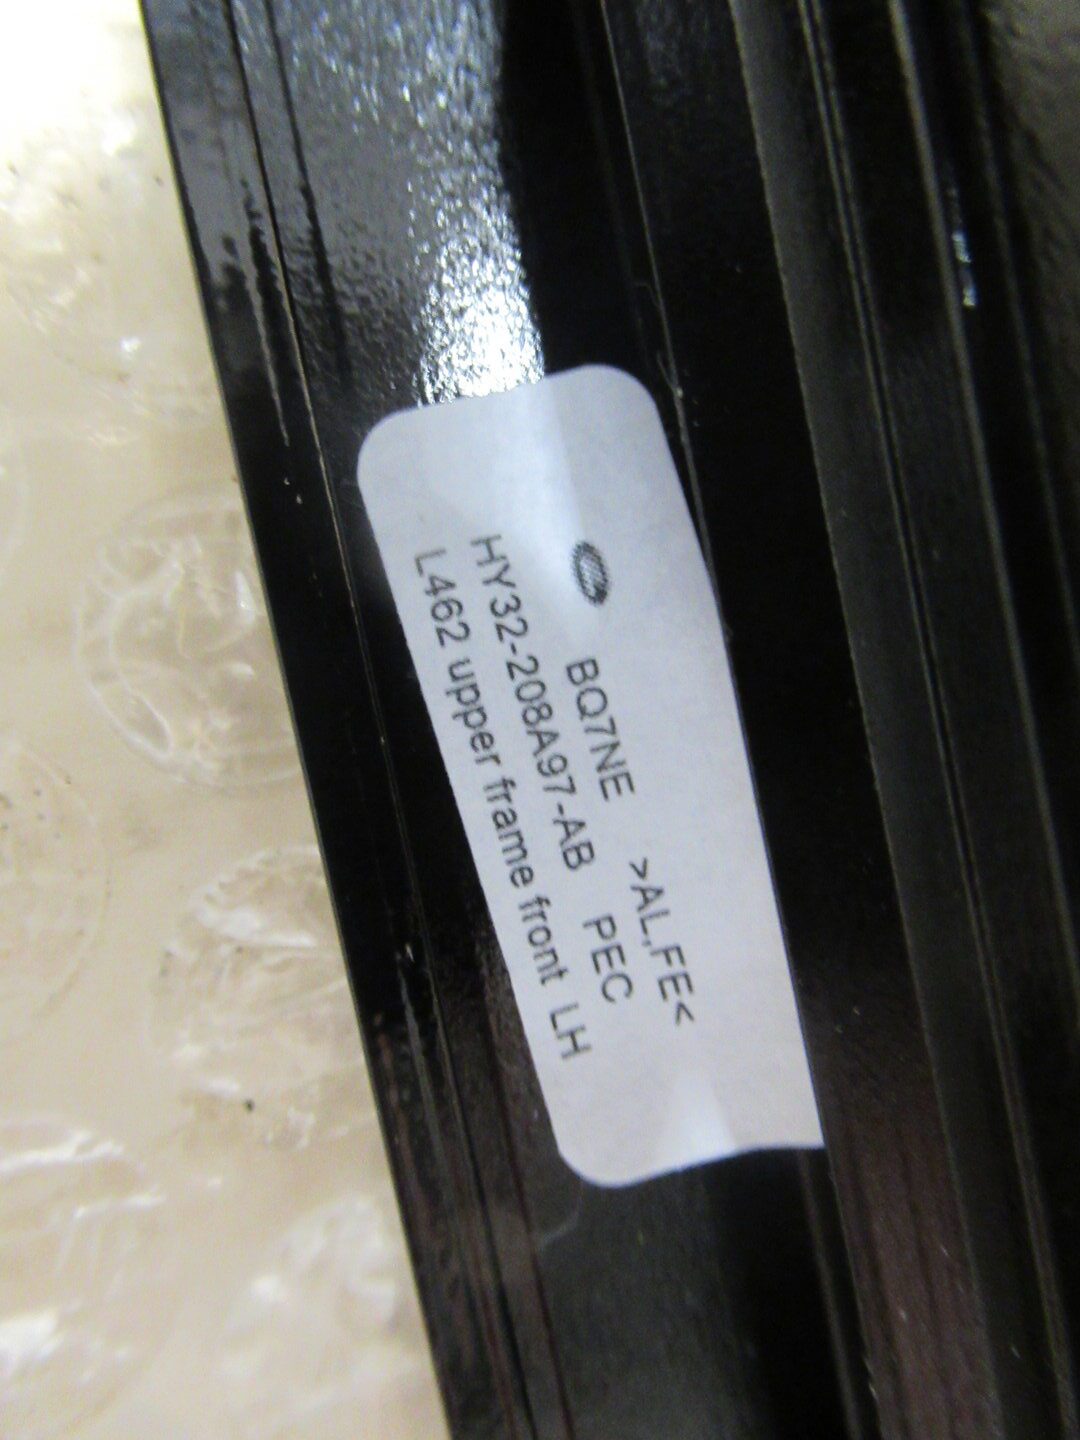 BQ7NE >AL,FE<
HY32-208A97-AB PEC
L462 upper frame front LH